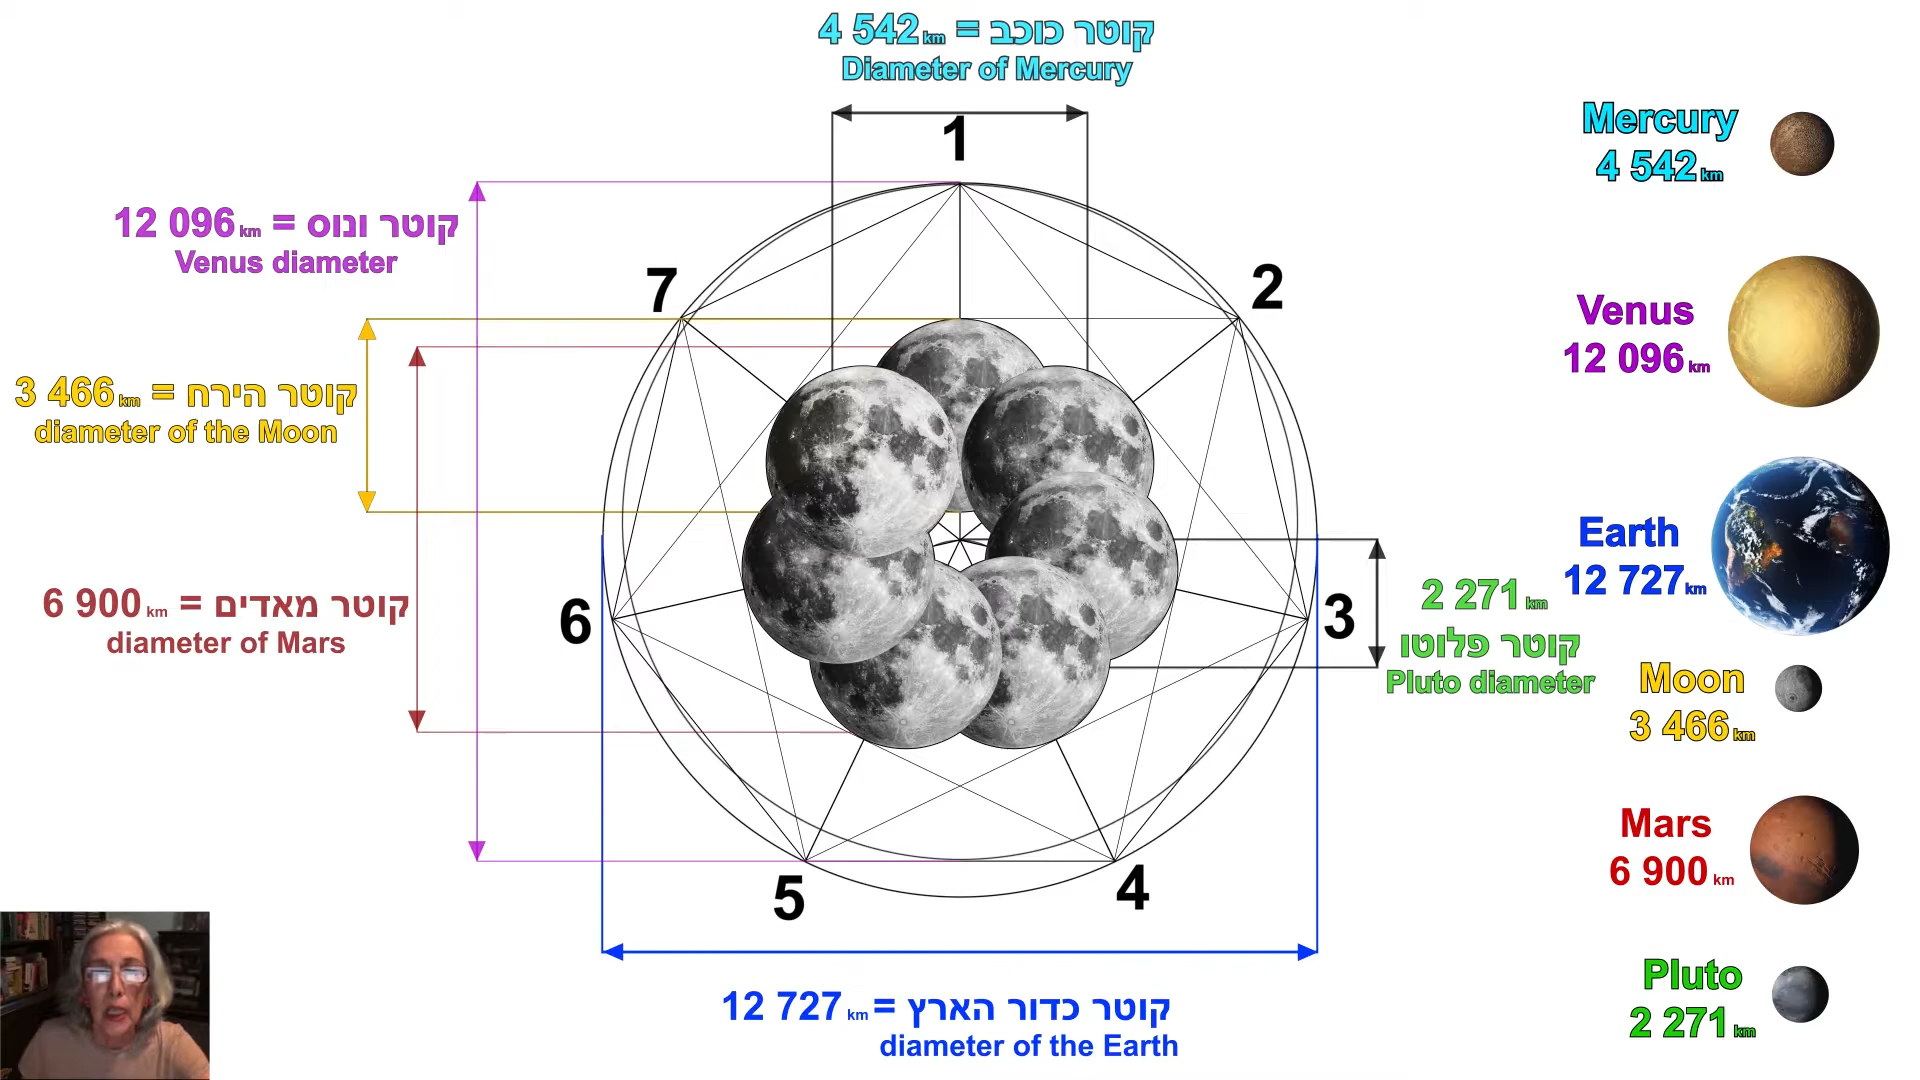 4 542 km = קוטר כוכב
Diameter of Mercury
1
12 096 km = קוטר ונוס
Venus diameter
7
2
3 466 km = קוטר הירח
diameter of the Moon
6 900 km = קוטר מאדים
diameter of Mars
6
3
2 271 km
קוטר פלוטו
Pluto diameter
5
4
12 727 km = קוטר כדור הארץ
diameter of the Earth
Mercury
4 542 km
Venus
12 096 km
Earth
12 727 km
Moon
3 466 km
Mars
6 900 km
Pluto
2 271 km